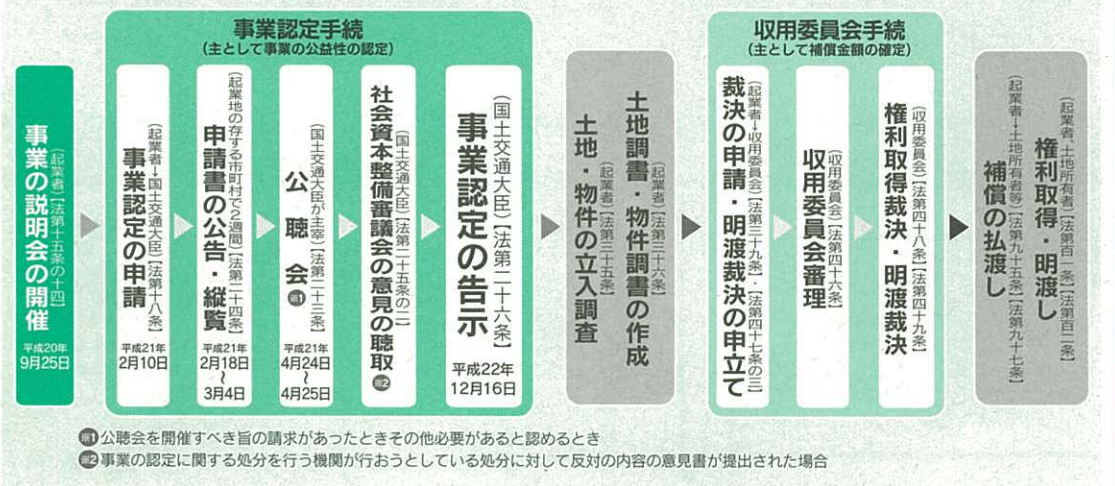 事業の説明会の開催
(起業者)【法第十五条の十四】
平成20年
9月25日
事業認定手続
(主として事業の公益性の認定)
事業認定の申請
(起業者→国土交通大臣)【法第十八条】
平成21年
2月10日
申請書の公告・縦覧
(起業地の存する市町村で2週間)【法第二十四条】
平成21年
2月18日
~
3月4日
公聴会※1
(国土交通大臣が主宰)【法第二十三条】
平成21年
4月24日
~
4月25日
社会資本整備審議会の意見の聴取※2
(国土交通大臣)【法第二十五条の二】
事業認定の告示
(国土交通大臣)【法第二十六条】
平成22年
12月16日
土地調書・物件調書の作成
(起業者)【法第三十六条】
土地・物件の立入調査
(起業者)【法第三十五条】
収用委員会手続
(主として補償金額の確定)
裁決の申請・明渡裁決の申立て
(起業者→収用委員会)【法第三十九条・【法第四十七条の三】
収用委員会審理
(収用委員会)【法第四十六条】
権利取得裁決・明渡裁決
(収用委員会)【法第四十八条】【法第四十九条】
権利取得・明渡し
(起業者、土地所有者)【法第百一条】【法第百二条】
補償の払渡し
(起業者→土地所有者等)【法第九十五条】【法第九十七条】
※1公聴会を開催すべき旨の請求があったときその他必要があると認めるとき
※2事業の認定に関する処分を行う機関が行おうとしている処分に対して反対の内容の意見書が提出された場合